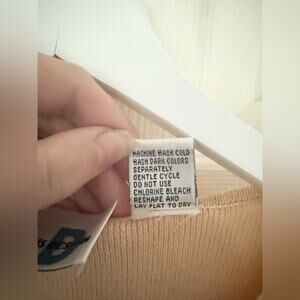 MACHINE WASH COLD
WASH DARK COLORS
SEPARATELY
GENTLE CYCLE
DO NOT USE
CHLORINE BLEACH
RESHAPE AND
LAY FLAT TO DRY
DESIGN